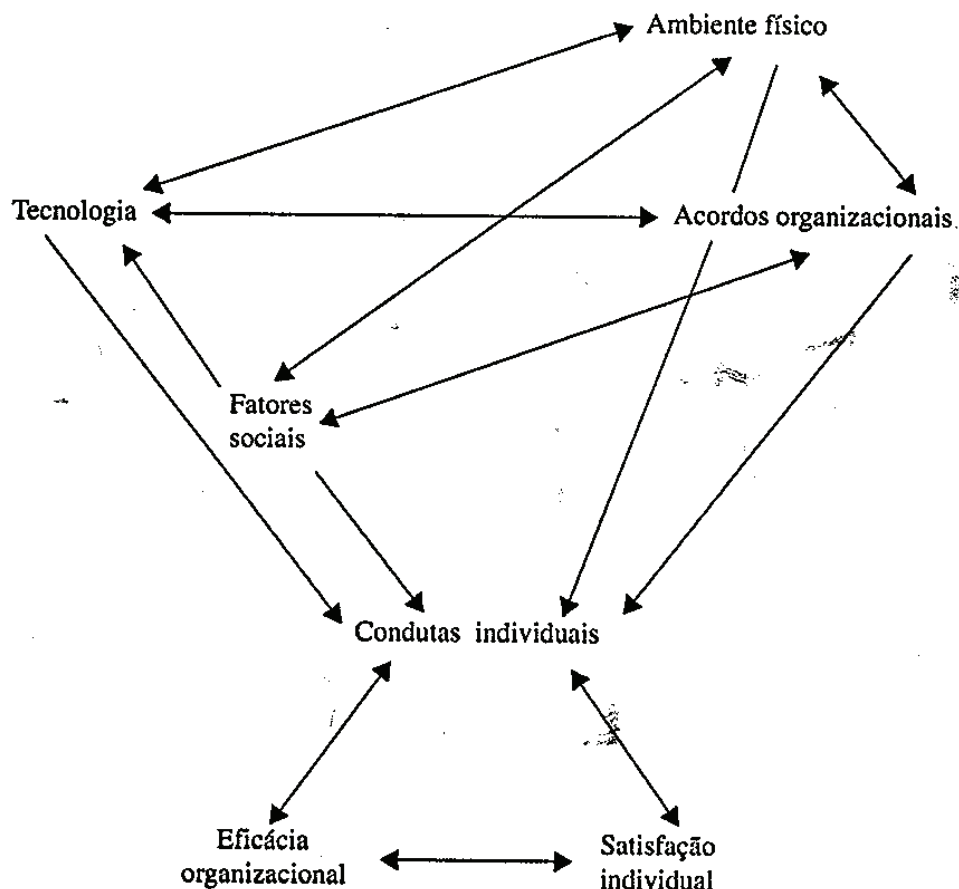 Ambiente físico
Tecnologia
Acordos organizacionais
Fatores
sociais
Condutas individuais
Eficácia
organizacional
Satisfação
individual